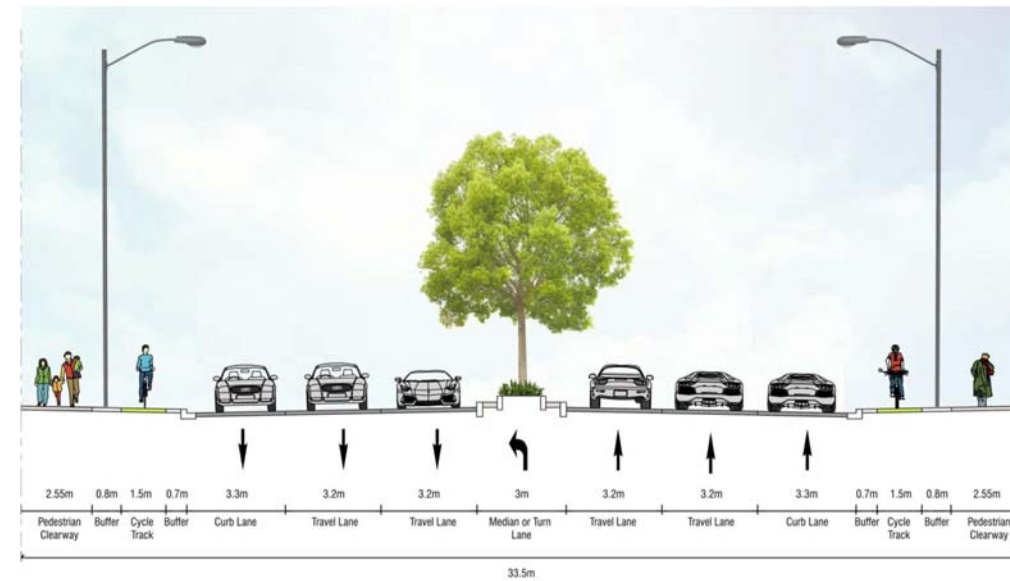 2.55m 0.8m 1.5m 0.7m 3.3m 3.2m 3.2m 3m 3.2m 3.2m 3.3m 0.7m 1.5m 0.8m 2.55m
Pedestrian Buffer Cycle Buffer Curb Lane Travel Lane Travel Lane Median or Turn Travel Lane Travel Lane Curb Lane Buffer Cycle Buffer Pedestrian
Clearway Track Lane Track Clearway
33.5m